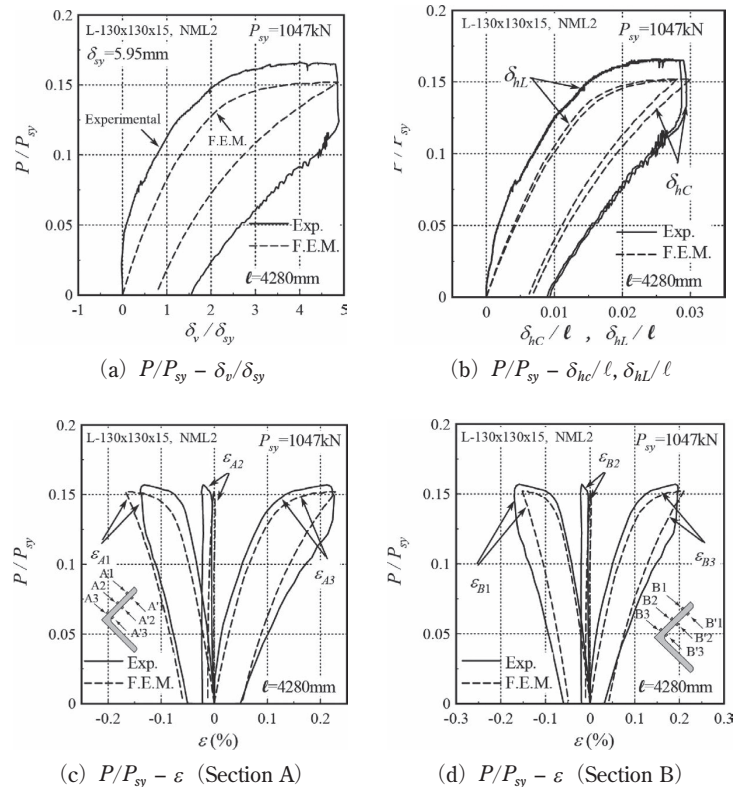 0.2
L-130x130x15, NML2
P_sy=1047kN
δ_sy=5.95mm
0.15
Experimental
F.E.M.
P / P_sy
0.1
0.05
Exp.
F.E.M.
ℓ=4280mm
0
-1 0 1 2 3 4 5
δ_v / δ_sy
(a) P/P_sy − δ_v/δ_sy
0.2
L-130x130x15, NML2
P_sy=1047kN
δ_hL
0.15
P / P_sy
0.1
δ_hC
0.05
Exp.
F.E.M.
ℓ=4280mm
0
0 0.01 0.02 0.03
δ_hC / ℓ , δ_hL / ℓ
(b) P/P_sy − δ_hc/ℓ, δ_hL/ℓ
0.2
L-130x130x15, NML2
P_sy=1047kN
ε_A2
0.15
P / P_sy
0.1
ε_A1
ε_A3
A1
A2
A3
A'1
A'2
A'3
0.05
Exp.
F.E.M.
ℓ=4280mm
0
-0.2 -0.1 0 0.1 0.2
ε (%)
(c) P/P_sy − ε (Section A)
0.2
L-130x130x15, NML2
P_sy=1047kN
ε_B2
0.15
P / P_sy
0.1
ε_B1
ε_B3
B1
B2
B3
B'1
B'2
B'3
0.05
Exp.
F.E.M.
ℓ=4280mm
0
-0.3 -0.2 -0.1 0 0.1 0.2 0.3
ε (%)
(d) P/P_sy − ε (Section B)